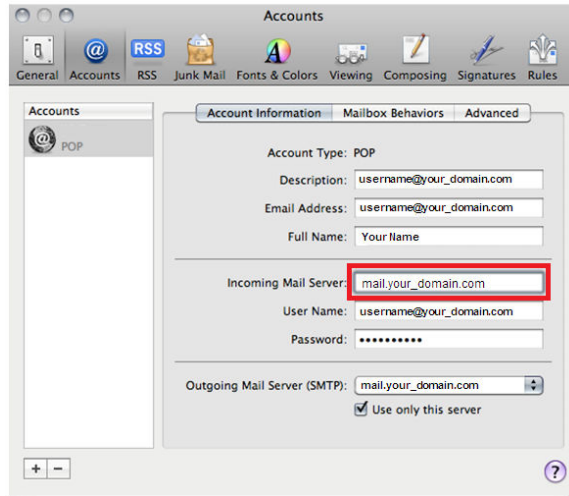 Accounts
RSS
General Accounts RSS Junk Mail Fonts & Colors Viewing Composing Signatures Rules
Accounts
Account Information Mailbox Behaviors Advanced
@ POP
Account Type: POP
Description: username@your_domain.com
Email Address: username@your_domain.com
Full Name: Your Name
Incoming Mail Server: mail.your_domain.com
User Name: username@your_domain.com
Password: ••••••••••
Outgoing Mail Server (SMTP): mail.your_domain.com
Use only this server
+ − ?